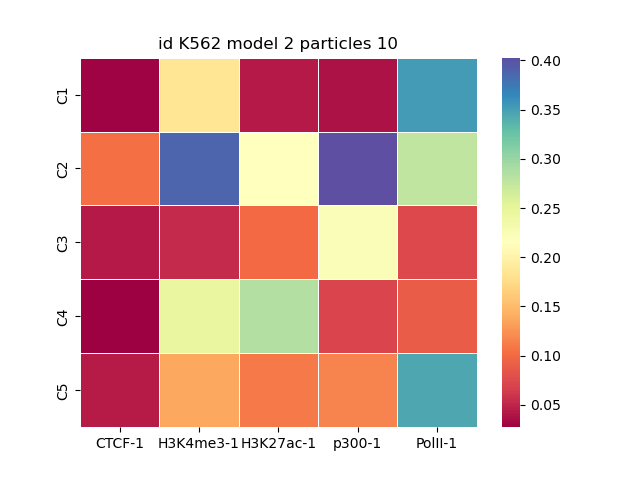 id K562 model 2 particles 10
C1
C2
C3
C4
C5
CTCF-1 H3K4me3-1 H3K27ac-1 p300-1 PolII-1
0.40
0.35
0.30
0.25
0.20
0.15
0.10
0.05